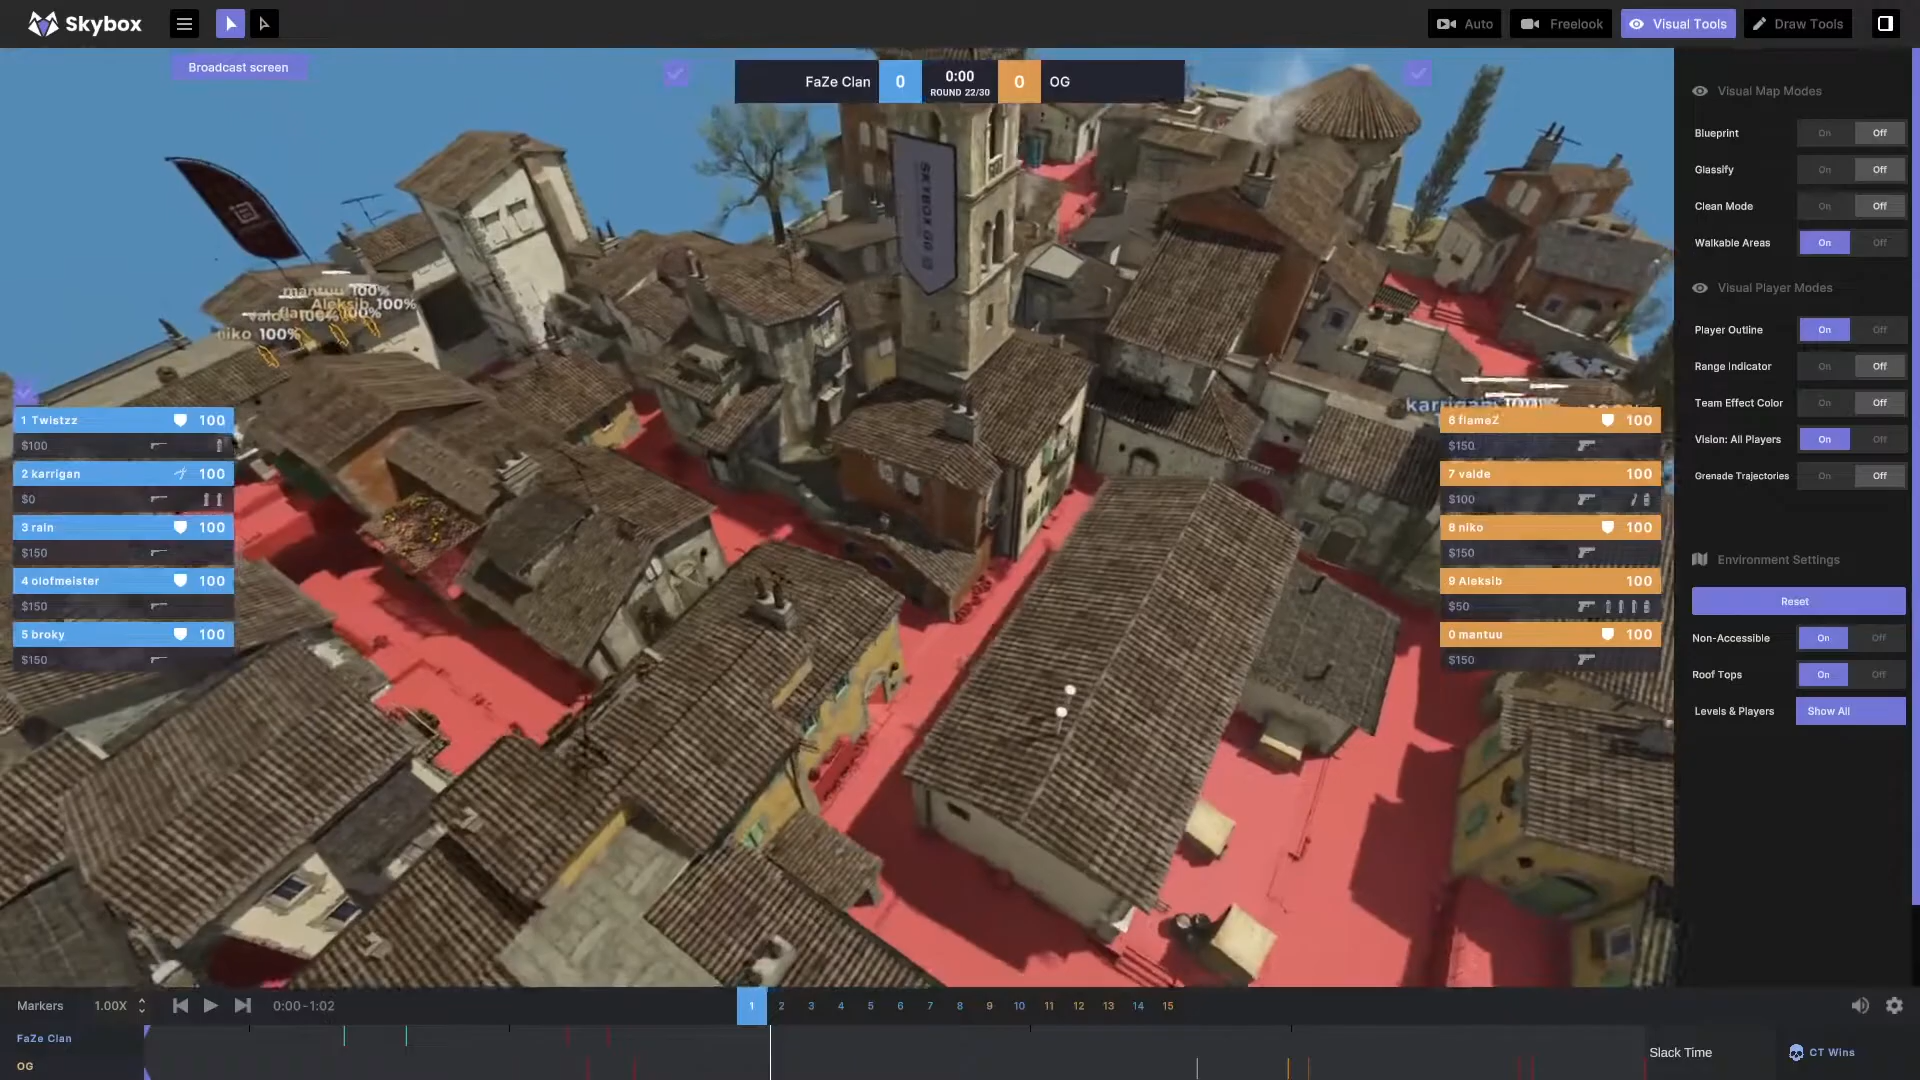 Skybox
Auto
Freelook
Visual Tools
Draw Tools
Broadcast screen
FaZe Clan
0
0:00
ROUND 22/30
0
OG
SKYBOX.GG
mantuu 100%
Aleksib 100%
niko 100%
karrigan 100%
1 Twistzz 100
$100
2 karrigan 100
$0
3 rain 100
$150
4 olofmeister 100
$150
5 broky 100
$150
6 flameZ 100
$150
7 valde 100
$100
8 niko 100
$150
9 Aleksib 100
$50
0 mantuu 100
$150
Visual Map Modes
Blueprint On Off
Glassify On Off
Clean Mode On Off
Walkable Areas On Off
Visual Player Modes
Player Outline On Off
Range Indicator On Off
Team Effect Color On Off
Vision: All Players On Off
Grenade Trajectories On Off
Environment Settings
Reset
Non-Accessible On Off
Roof Tops On Off
Levels & Players Show All
Markers 1.00X 0:00 - 1:02
1 2 3 4 5 6 7 8 9 10 11 12 13 14 15
FaZe Clan
OG
Slack Time
CT Wins